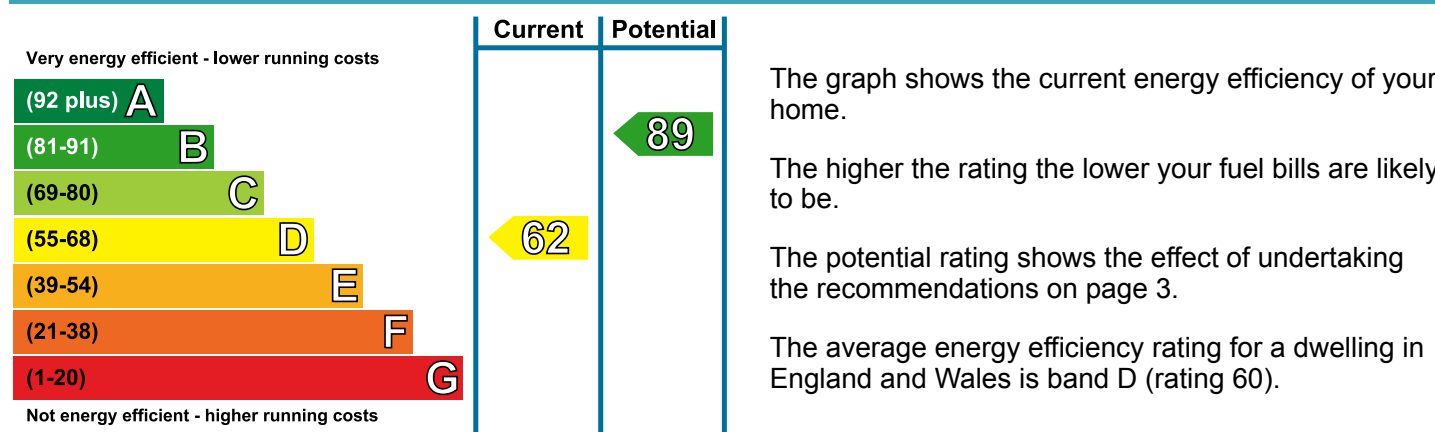 Current Potential
Very energy efficient - lower running costs
(92 plus) A
(81-91) B
(69-80) C
(55-68) D
(39-54) E
(21-38) F
(1-20) G
Not energy efficient - higher running costs
62
89
The graph shows the current energy efficiency of your
home.
The higher the rating the lower your fuel bills are likely
to be.
The potential rating shows the effect of undertaking
the recommendations on page 3.
The average energy efficiency rating for a dwelling in
England and Wales is band D (rating 60).